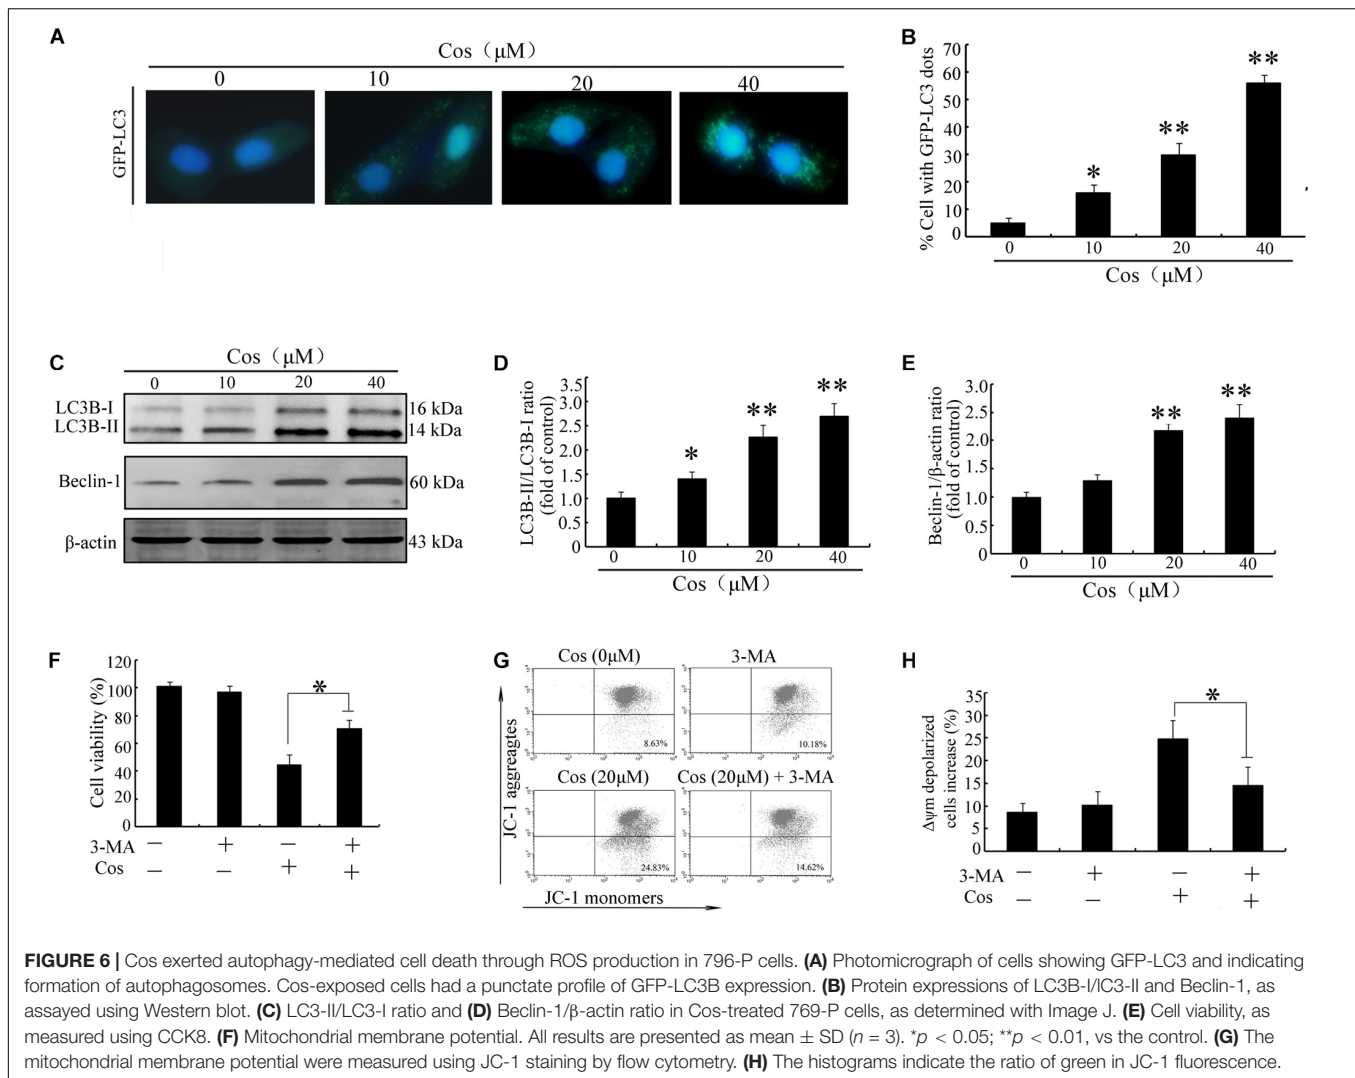 A
Cos（μM）
0 10 20 40
GFP-LC3
B
% Cell with GFP-LC3 dots
70
60
50
40
30
20
10
0
*
**
**
0 10 20 40
Cos（μM）
C
Cos（μM）
0 10 20 40
LC3B-I 16 kDa
LC3B-II 14 kDa
Beclin-1 60 kDa
β-actin 43 kDa
D
LC3B-II/LC3B-I ratio
(fold of control)
3.5
3.0
2.5
2.0
1.5
1.0
0.5
0
*
**
**
0 10 20 40
Cos（μM）
E
Beclin-1/β-actin ratio
(fold of control)
3.0
2.5
2.0
1.5
1.0
0.5
0
**
**
0 10 20 40
Cos（μM）
F
Cell viability (%)
120
100
80
60
40
20
0
*
3-MA — + — +
Cos — — + +
G
JC-1 aggreagtes
Cos (0μM) 3-MA
8.63% 10.18%
Cos (20μM) Cos (20μM) + 3-MA
24.83% 14.62%
JC-1 monomers
H
Δψm depolarized
cells increase (%)
35
30
25
20
15
10
5
0
*
3-MA — + — +
Cos — — + +
FIGURE 6 | Cos exerted autophagy-mediated cell death through ROS production in 796-P cells. (A) Photomicrograph of cells showing GFP-LC3 and indicating
formation of autophagosomes. Cos-exposed cells had a punctate profile of GFP-LC3B expression. (B) Protein expressions of LC3B-I/lC3-II and Beclin-1, as
assayed using Western blot. (C) LC3-II/LC3-I ratio and (D) Beclin-1/β-actin ratio in Cos-treated 769-P cells, as determined with Image J. (E) Cell viability, as
measured using CCK8. (F) Mitochondrial membrane potential. All results are presented as mean ± SD (n = 3). *p < 0.05; **p < 0.01, vs the control. (G) The
mitochondrial membrane potential were measured using JC-1 staining by flow cytometry. (H) The histograms indicate the ratio of green in JC-1 fluorescence.